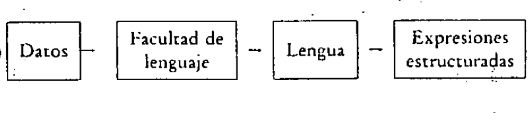 Datos
Facultad de
lenguaje
Lengua
Expresiones
estructuradas